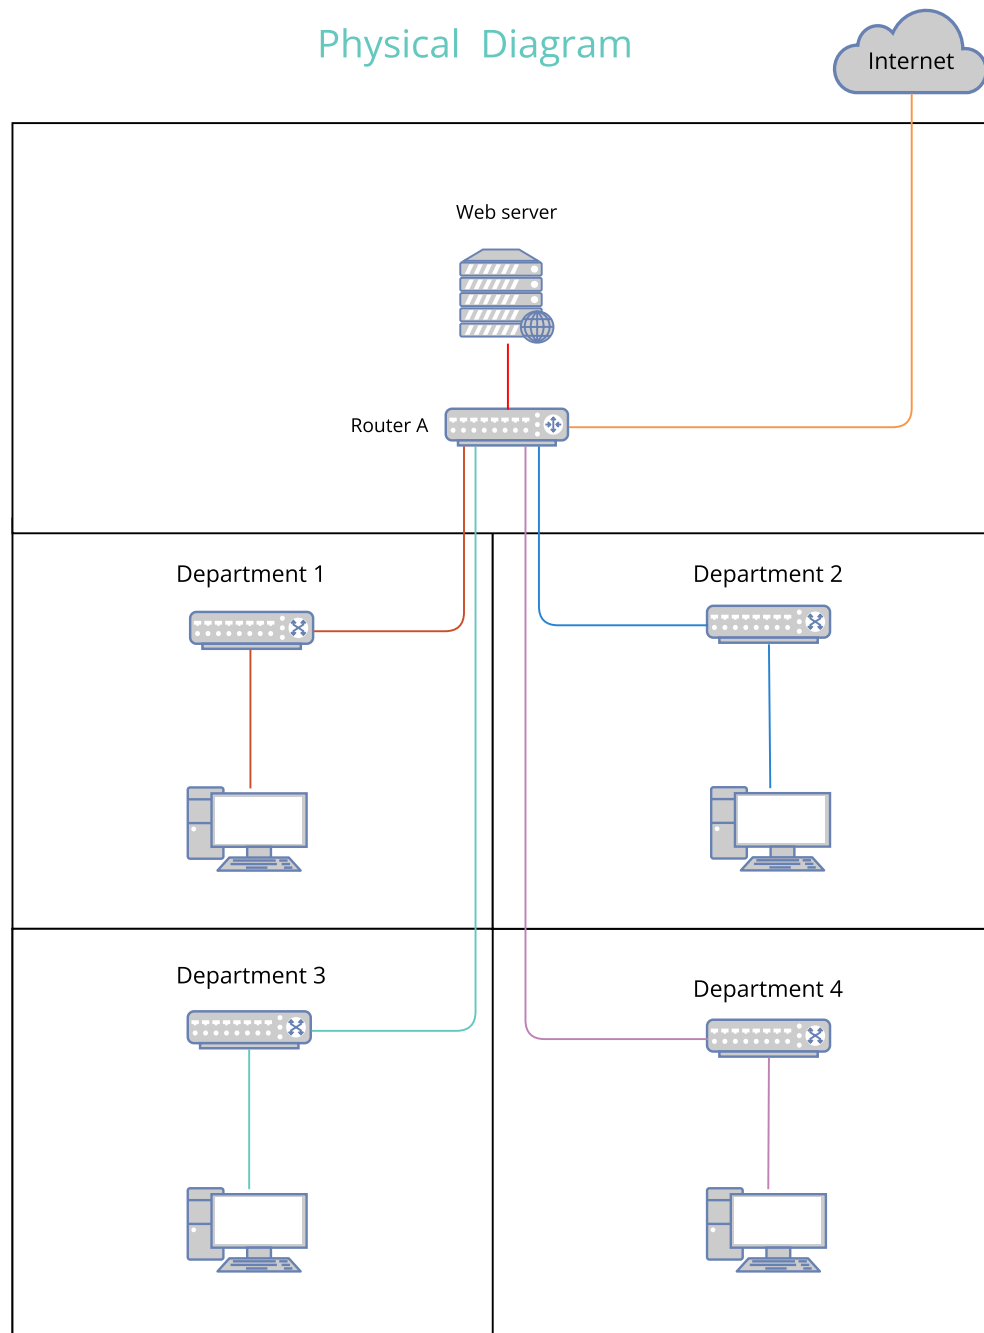 Physical Diagram
Internet
Web server
Router A
Department 1
Department 2
Department 3
Department 4